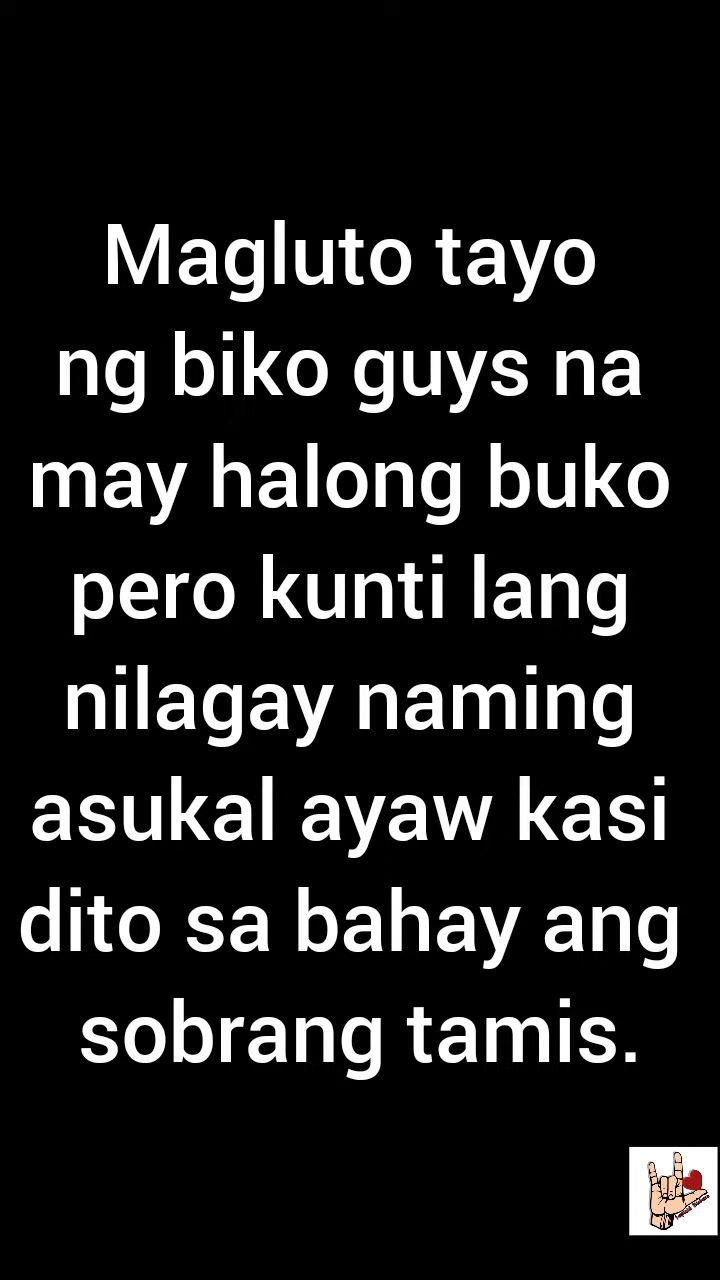 Magluto tayo
ng biko guys na
may halong buko
pero kunti lang
nilagay naming
asukal ayaw kasi
dito sa bahay ang
sobrang tamis.